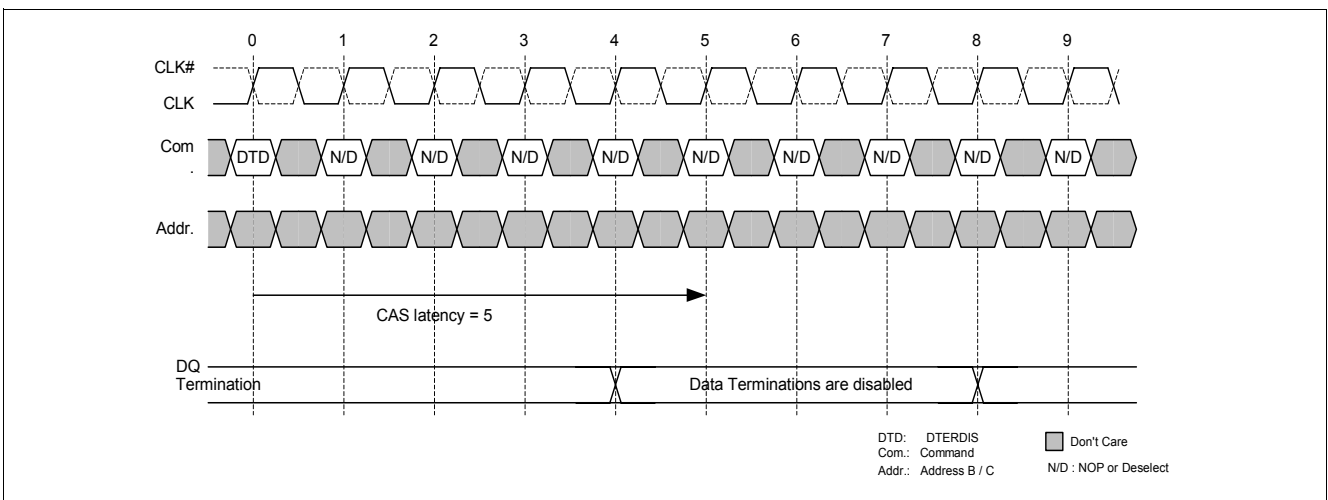 0 1 2 3 4 5 6 7 8 9
CLK#
CLK
Com
.
DTD N/D N/D N/D N/D N/D N/D N/D N/D N/D
Addr.
CAS latency = 5
DQ
Termination
Data Terminations are disabled
DTD: DTERDIS
Com.: Command
Addr.: Address B / C
Don't Care
N/D : NOP or Deselect